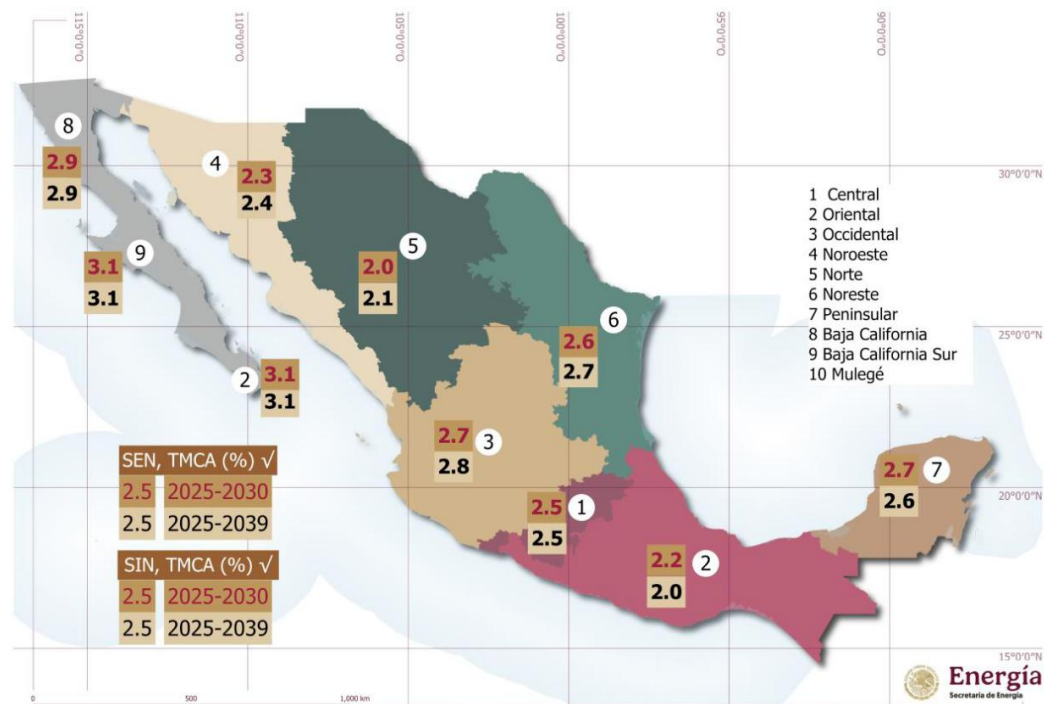 115°0'0"O
110°0'0"O
105°0'0"O
100°0'0"O
95°0'0"O
90°0'0"O
8
2.9
2.9
4
2.3
2.4
30°0'0"N
1 Central
2 Oriental
3 Occidental
4 Noroeste
5 Norte
6 Noreste
7 Peninsular
8 Baja California
9 Baja California Sur
10 Mulegé
9
3.1
3.1
5
2.0
2.1
6
2.6
2.7
25°0'0"N
2
3.1
3.1
3
2.7
2.8
7
2.7
2.6
SEN, TMCA (%) √
2.5 2025-2030
2.5 2025-2039
20°0'0"N
1
2.5
2.5
SIN, TMCA (%) √
2.5 2025-2030
2.5 2025-2039
2
2.2
2.0
15°0'0"N
0 500 1,000 km
Energía
Secretaría de Energía